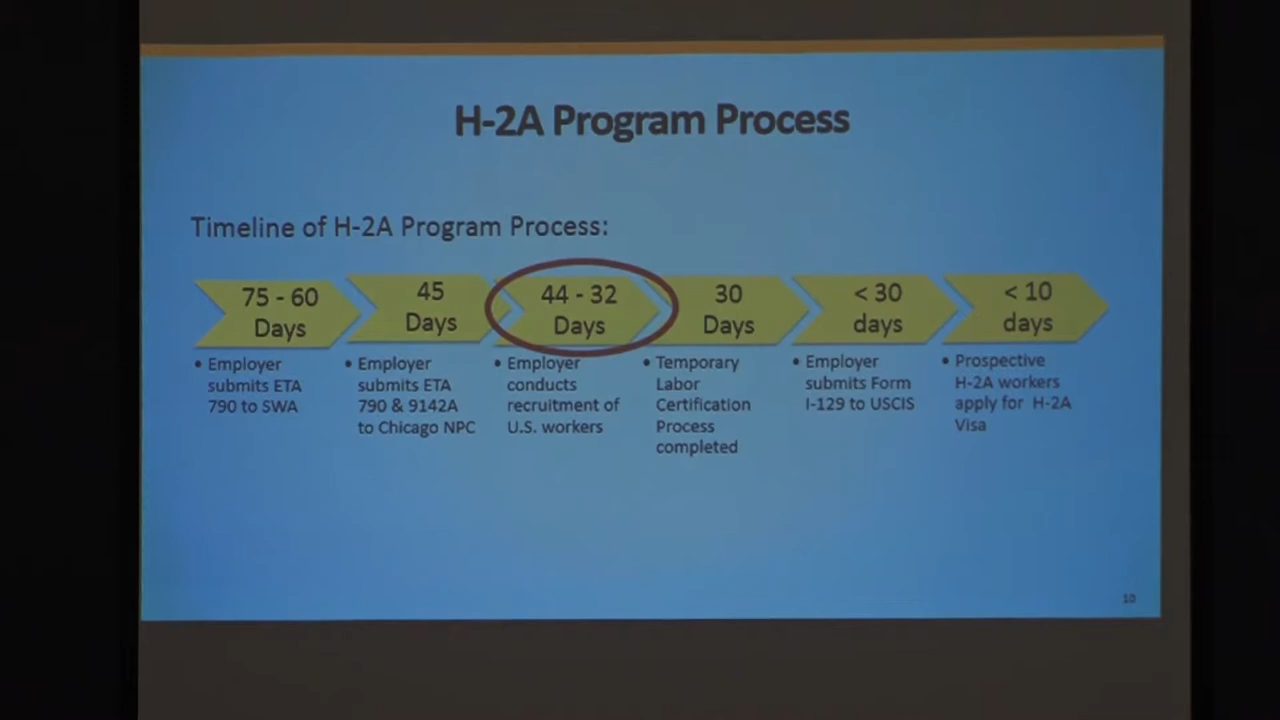 H-2A Program Process
Timeline of H-2A Program Process:
75 - 60
Days
45
Days
44 - 32
Days
30
Days
< 30
days
< 10
days
• Employer
submits ETA
790 to SWA
• Employer
submits ETA
790 & 9142A
to Chicago NPC
• Employer
conducts
recruitment of
U.S. workers
• Temporary
Labor
Certification
Process
completed
• Employer
submits Form
I-129 to USCIS
• Prospective
H-2A workers
apply for H-2A
Visa
10